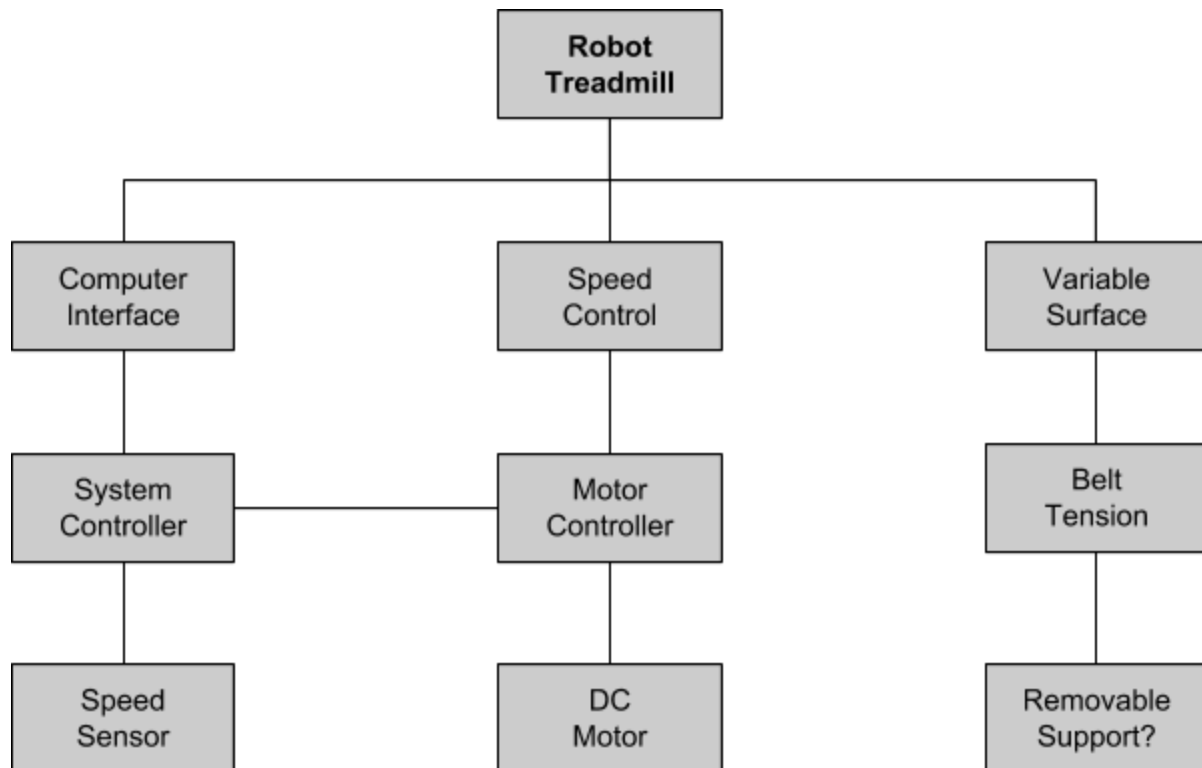 Robot
Treadmill
Computer
Interface
Speed
Control
Variable
Surface
System
Controller
Motor
Controller
Belt
Tension
Speed
Sensor
DC
Motor
Removable
Support?